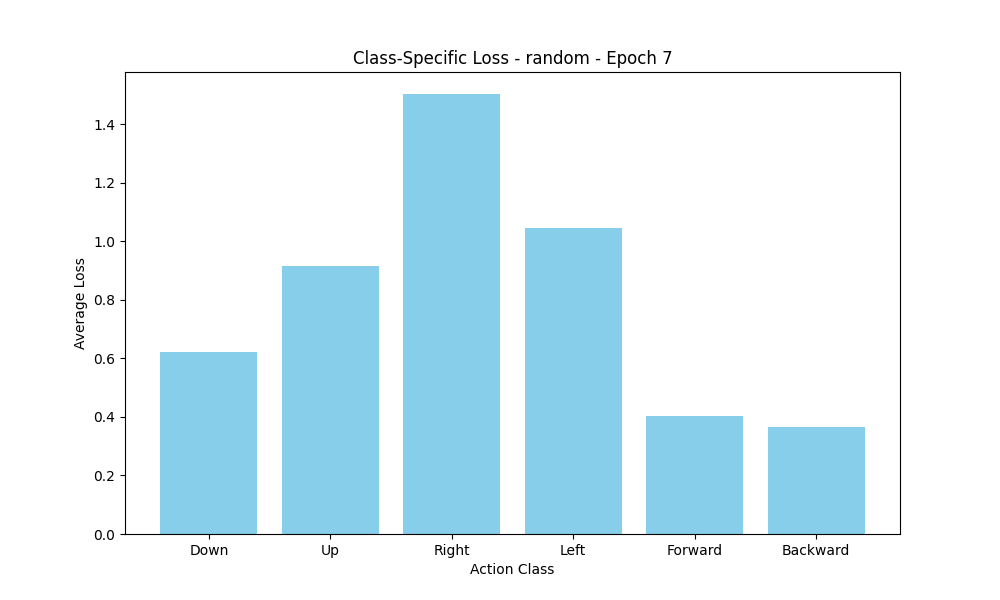 Class-Specific Loss - random - Epoch 7
Average Loss
1.4
1.2
1.0
0.8
0.6
0.4
0.2
0.0
Down Up Right Left Forward Backward
Action Class